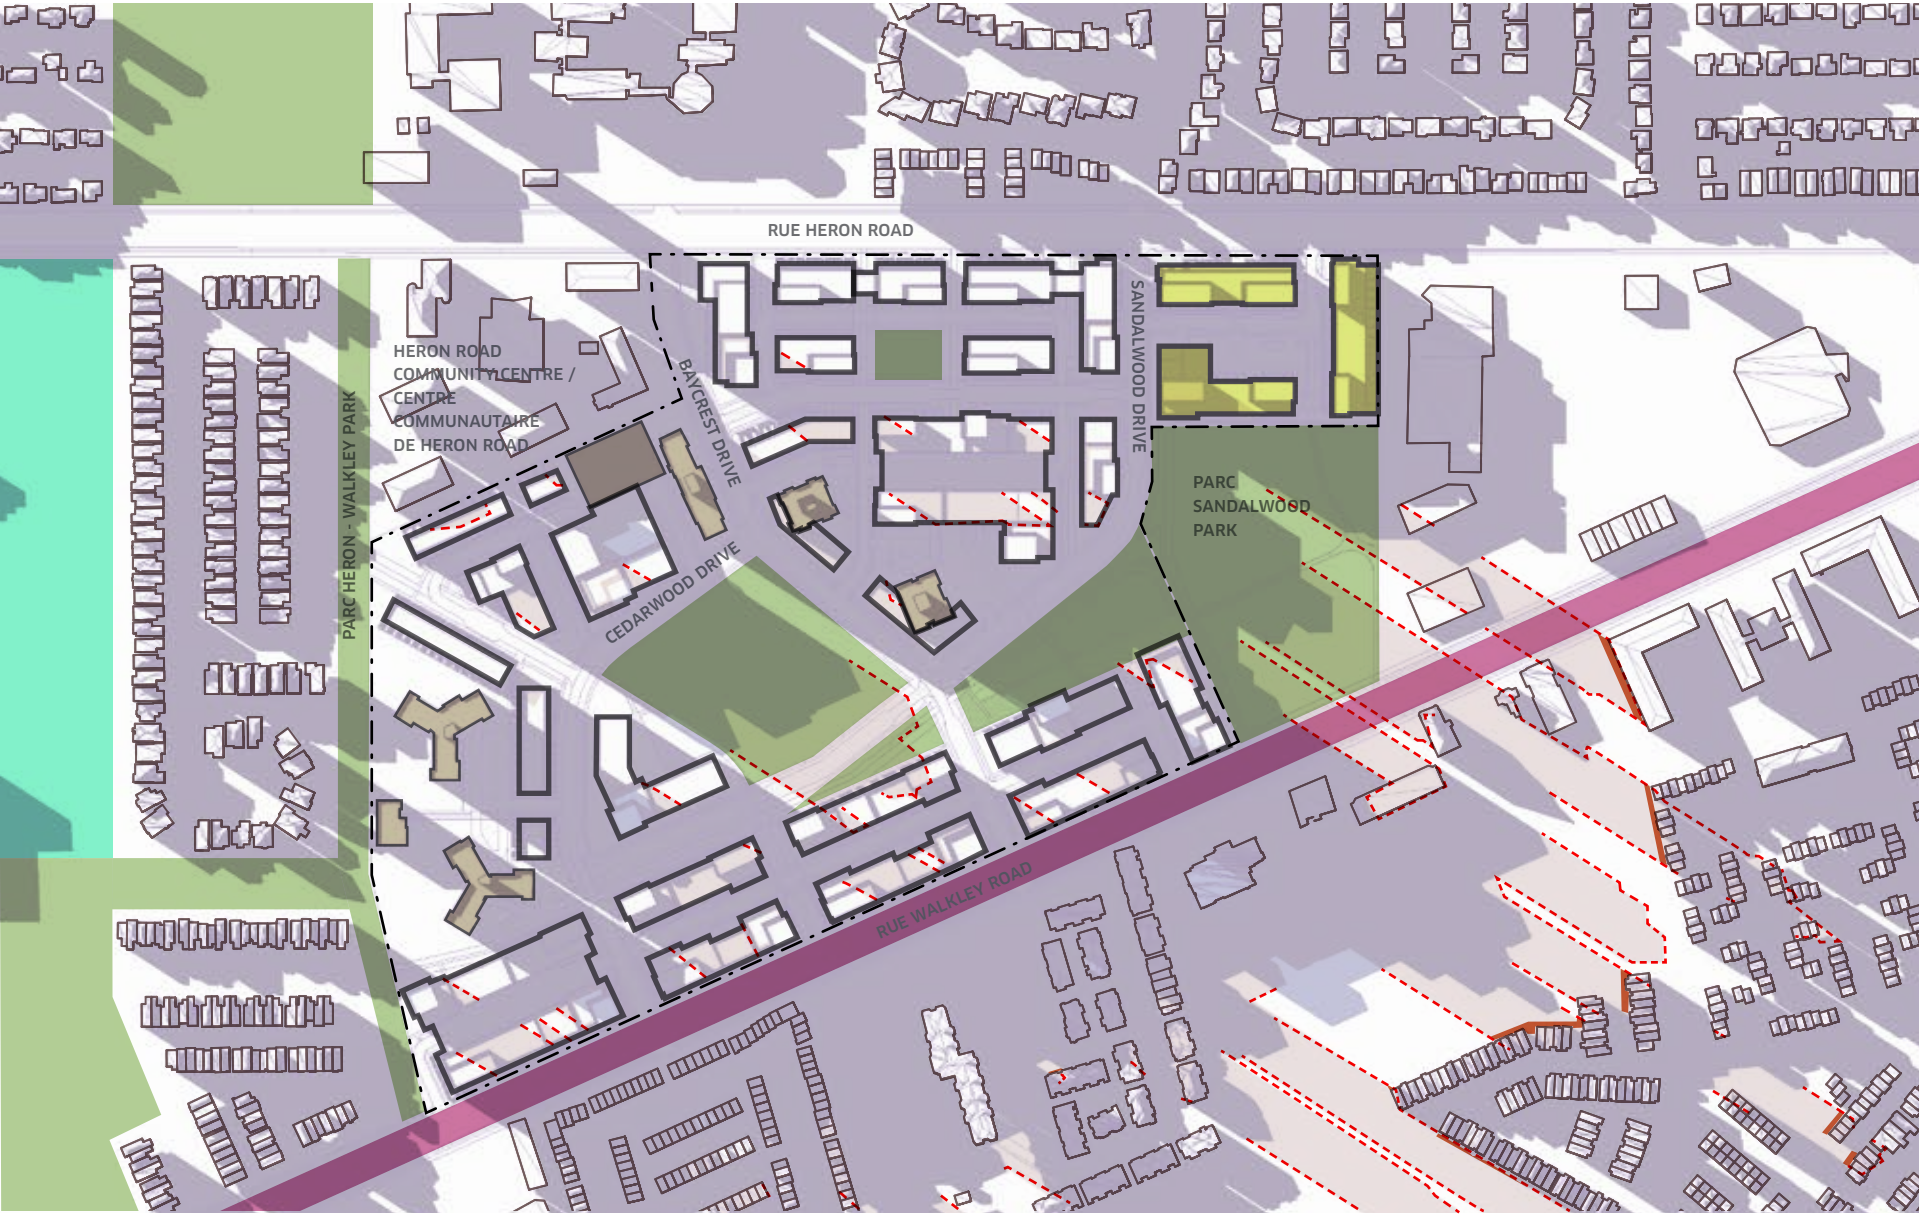 RUE HERON ROAD
HERON ROAD
COMMUNITY CENTRE /
CENTRE
COMMUNAUTAIRE
DE HERON ROAD
PARC HERON - WALKLEY PARK
BAYCREST DRIVE
SANDALWOOD DRIVE
PARC
SANDALWOOD
PARK
CEDARWOOD DRIVE
RUE WALKLEY ROAD